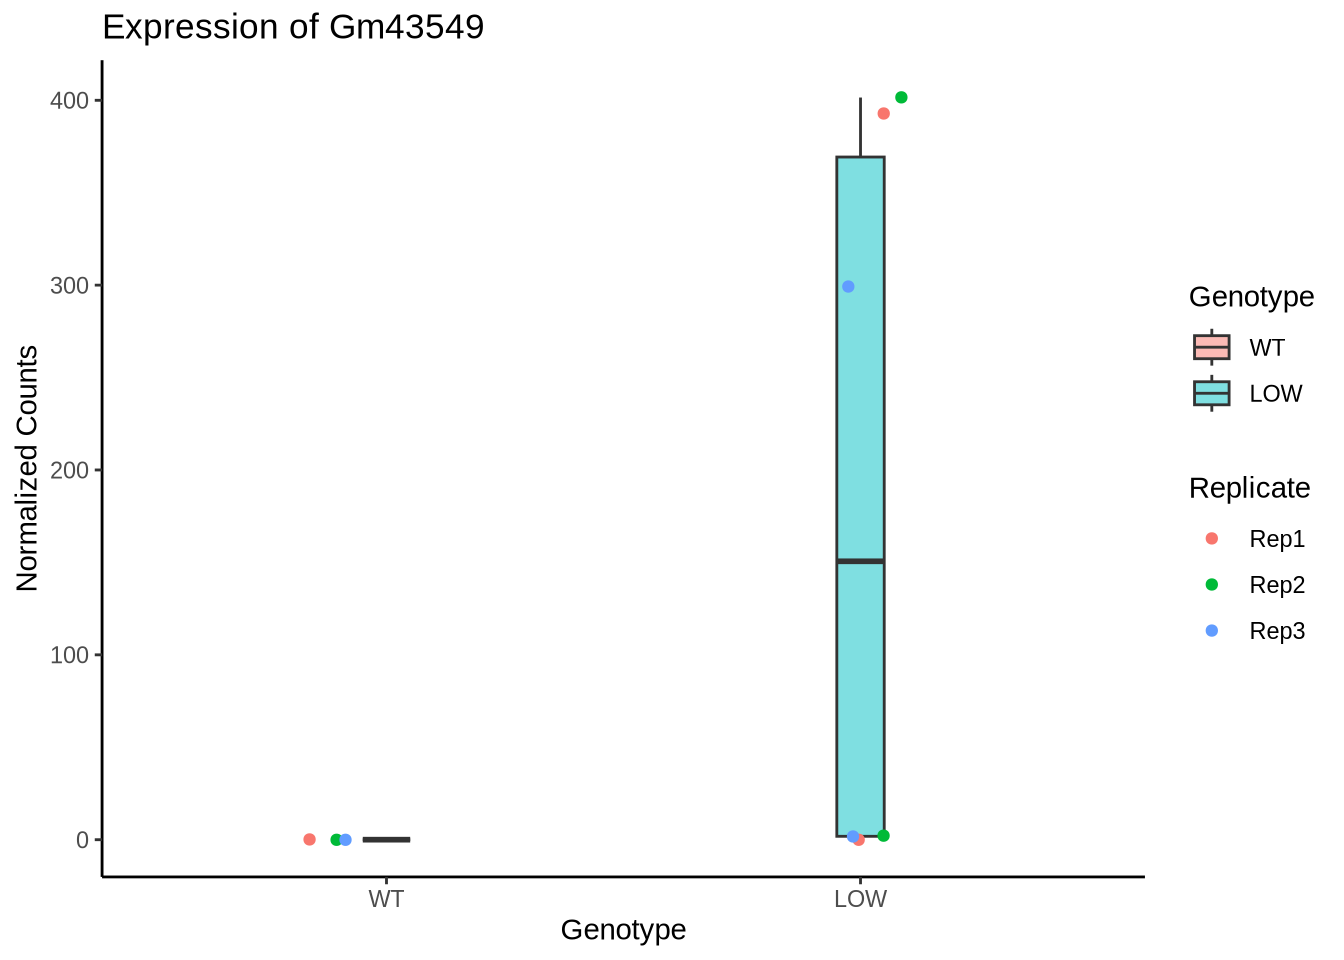 Expression of Gm43549
400
300
200
100
0
Normalized Counts
WT
LOW
Genotype
Genotype
WT
LOW
Replicate
Rep1
Rep2
Rep3